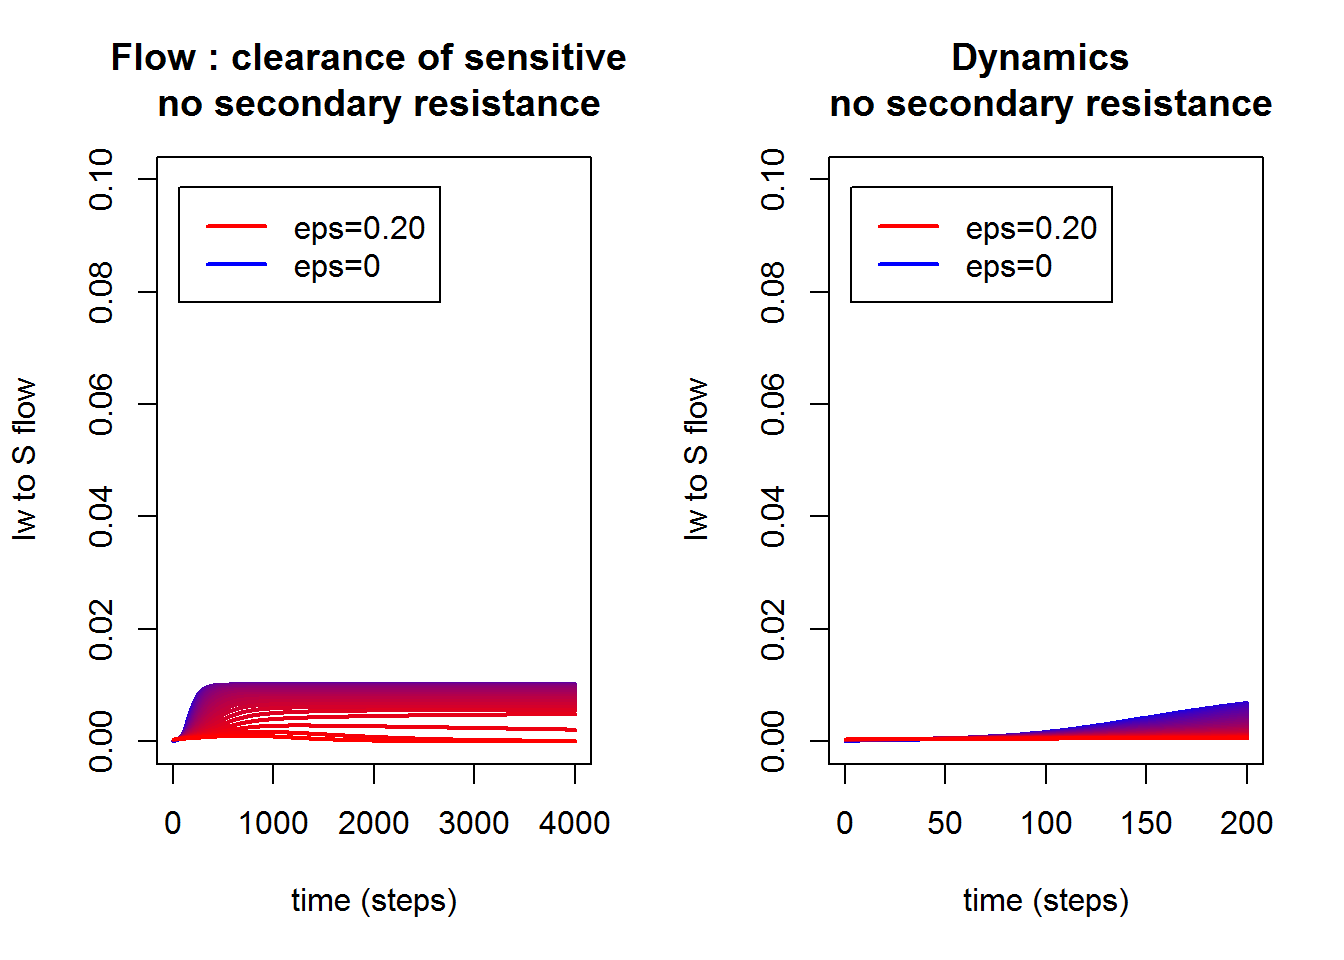 Flow : clearance of sensitive
no secondary resistance
Iw to S flow
0.00
0.02
0.04
0.06
0.08
0.10
eps=0.20
eps=0
0
1000
2000
3000
4000
time (steps)
Dynamics
no secondary resistance
Iw to S flow
0.00
0.02
0.04
0.06
0.08
0.10
eps=0.20
eps=0
0
50
100
150
200
time (steps)